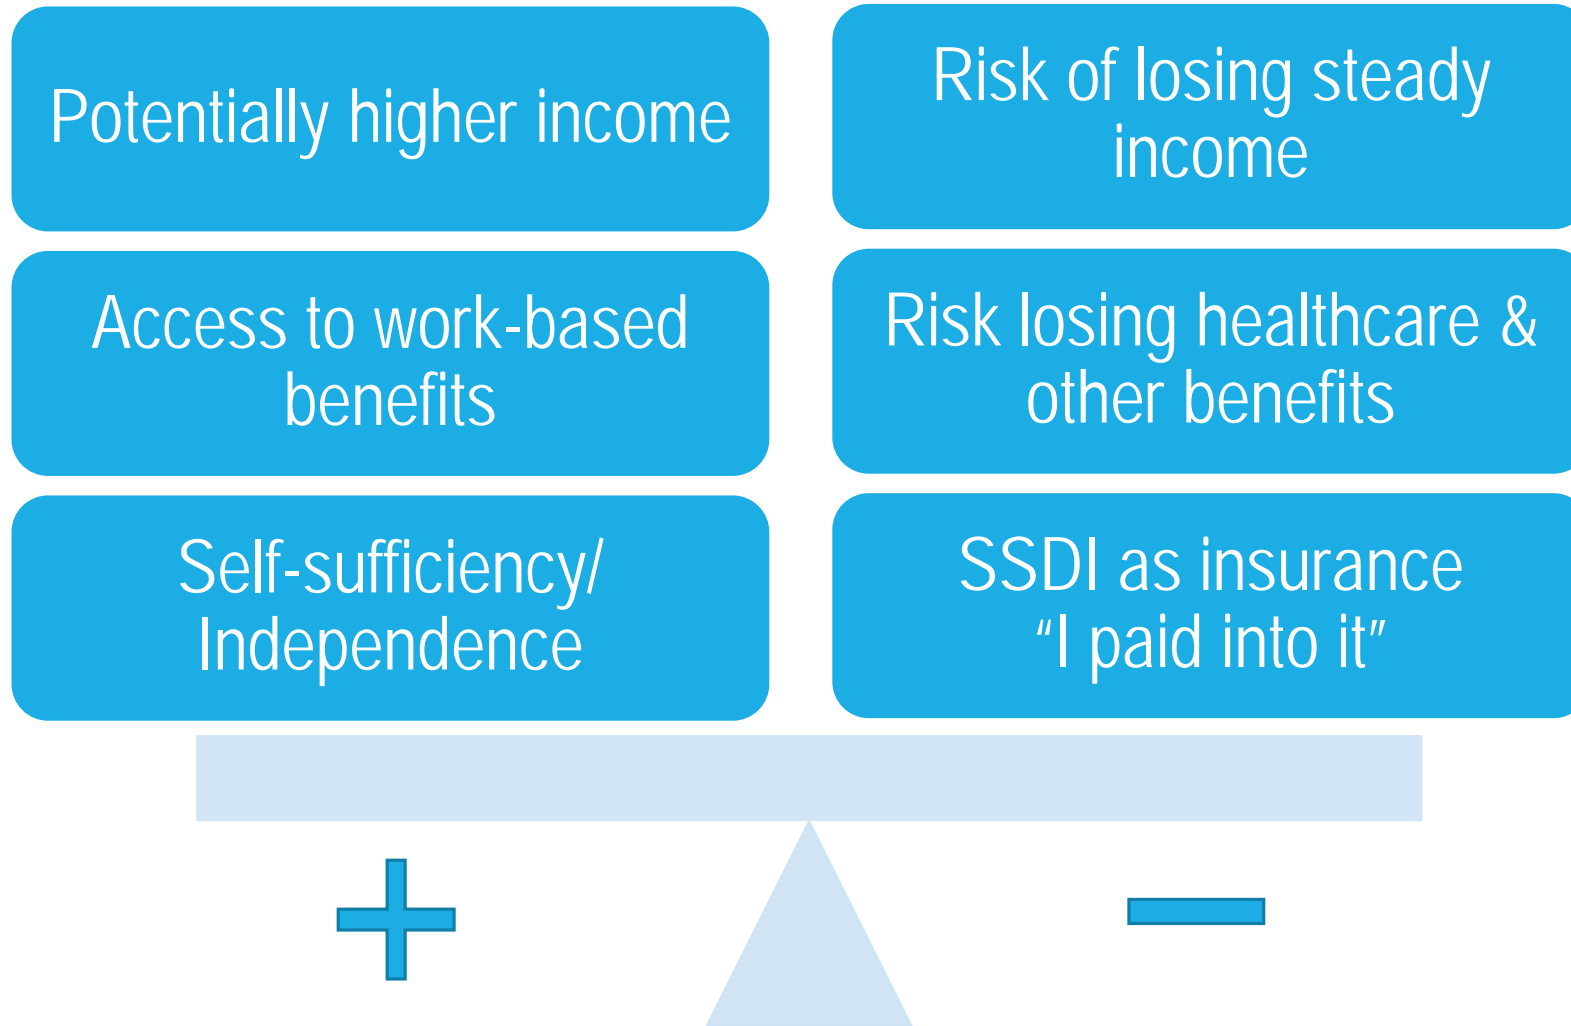 Potentially higher income
Access to work-based
benefits
Self-sufficiency/
Independence
Risk of losing steady
income
Risk losing healthcare &
other benefits
SSDI as insurance
“I paid into it”